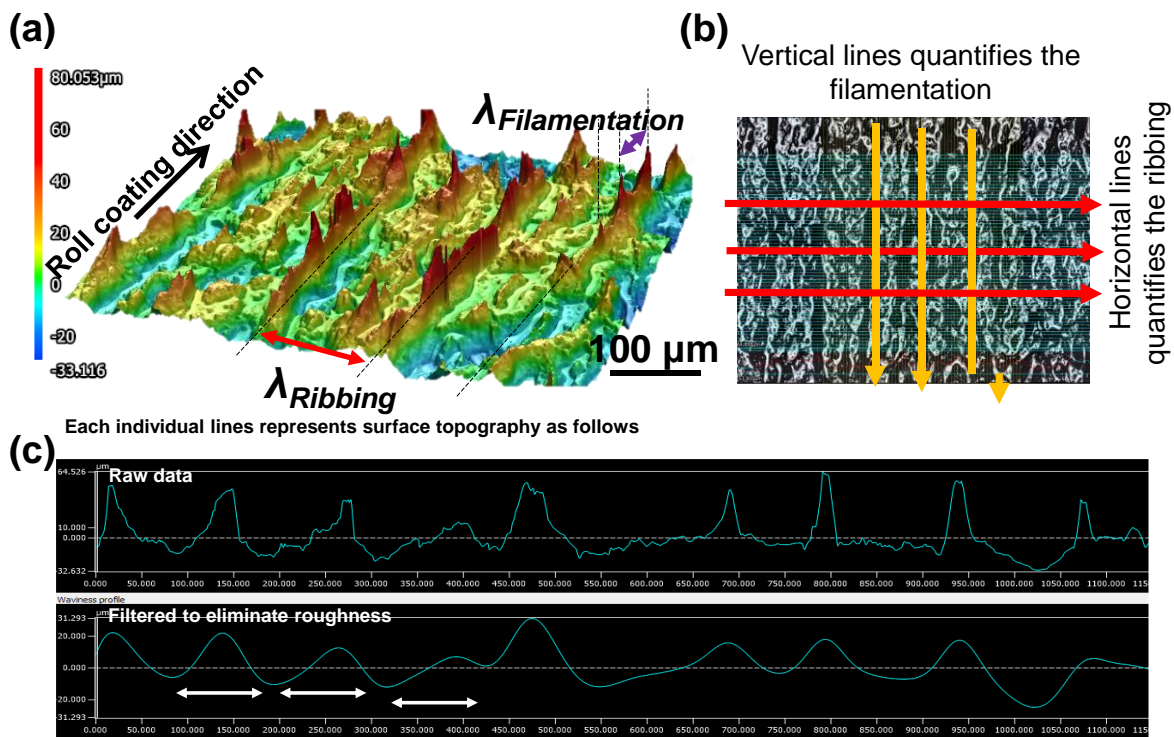 (a)
80.053µm
60
40
20
0
-20
-33.116
Roll coating direction
λFilamentation
λRibbing
100 µm
(b)
Vertical lines quantifies the
filamentation
Horizontal lines
quantifies the ribbing
Each individual lines represents surface topography as follows
(c)
µm
64.526
Raw data
10.000
0.000
-32.632
0.000 50.000 100.000 150.000 200.000 250.000 300.000 350.000 400.000 450.000 500.000 550.000 600.000 650.000 700.000 750.000 800.000 850.000 900.000 950.000 1000.000 1050.000 1100.000 115
Waviness profile
µm
31.293
Filtered to eliminate roughness
20.000
0.000
-20.000
-31.293
0.000 50.000 100.000 150.000 200.000 250.000 300.000 350.000 400.000 450.000 500.000 550.000 600.000 650.000 700.000 750.000 800.000 850.000 900.000 950.000 1000.000 1050.000 1100.000 115